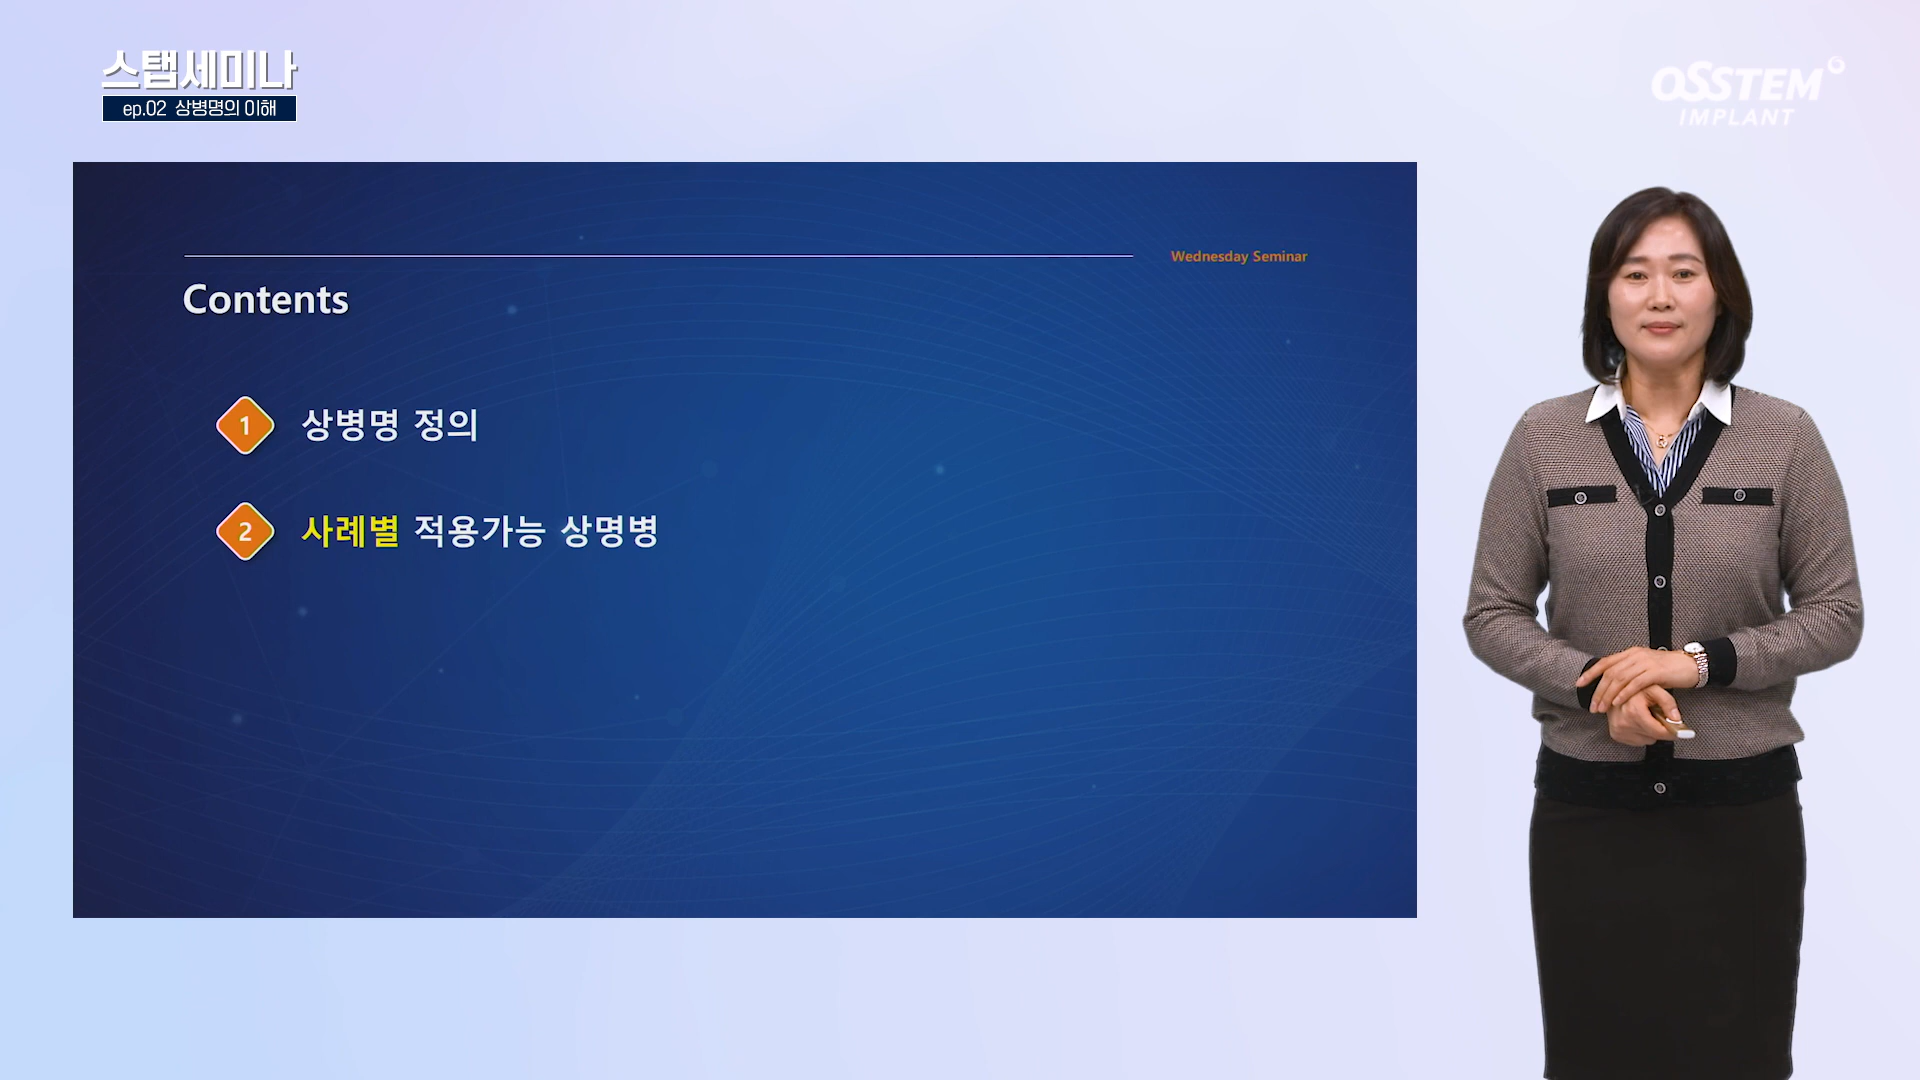 스탭세미나
ep.02 상병명의 이해
OSSTEM
IMPLANT
Wednesday Seminar
Contents
1 상병명 정의
2 사례별 적용가능 상명병